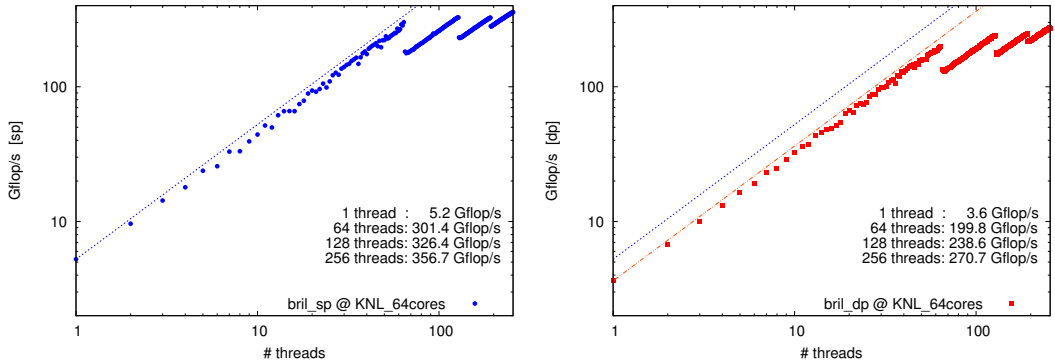 100
10
Gflop/s [sp]
1 thread : 5.2 Gflop/s
64 threads: 301.4 Gflop/s
128 threads: 326.4 Gflop/s
256 threads: 356.7 Gflop/s
bril_sp @ KNL_64cores
1 10 100
# threads
100
10
Gflop/s [dp]
1 thread : 3.6 Gflop/s
64 threads: 199.8 Gflop/s
128 threads: 238.6 Gflop/s
256 threads: 270.7 Gflop/s
bril_dp @ KNL_64cores
1 10 100
# threads